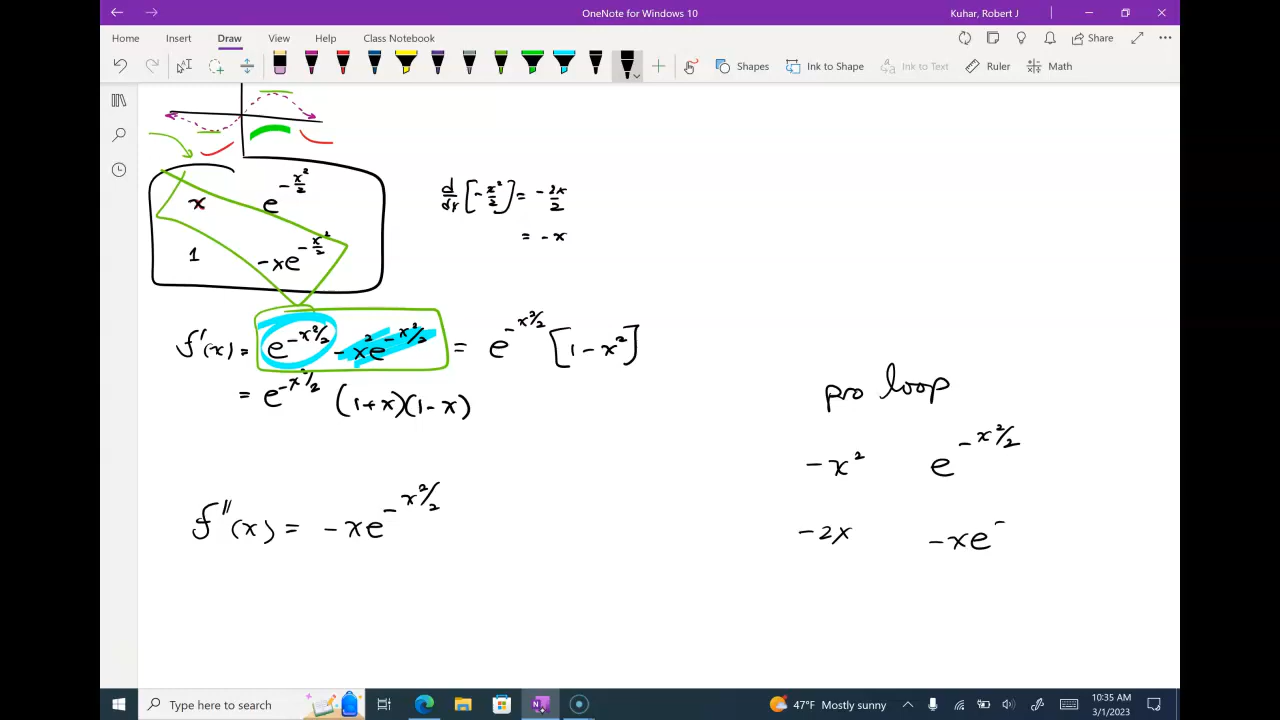 OneNote for Windows 10
Kuhar, Robert J
Home Insert Draw View Help Class Notebook
Share
Shapes Ink to Shape Ink to Text Ruler Math
x e^{-x²/2}
1 -xe^{-x²/2}
d/dx [-x²/2] = -2x/2
= -x
f'(x) = e^{-x²/2} - x²e^{-x²/2} = e^{-x²/2} [1 - x²]
= e^{-x²/2} (1+x)(1-x)
pro loop
-x² e^{-x²/2}
-2x -xe^{-
f''(x) = -xe^{-x²/2}
Type here to search
47°F Mostly sunny
10:35 AM
3/1/2023